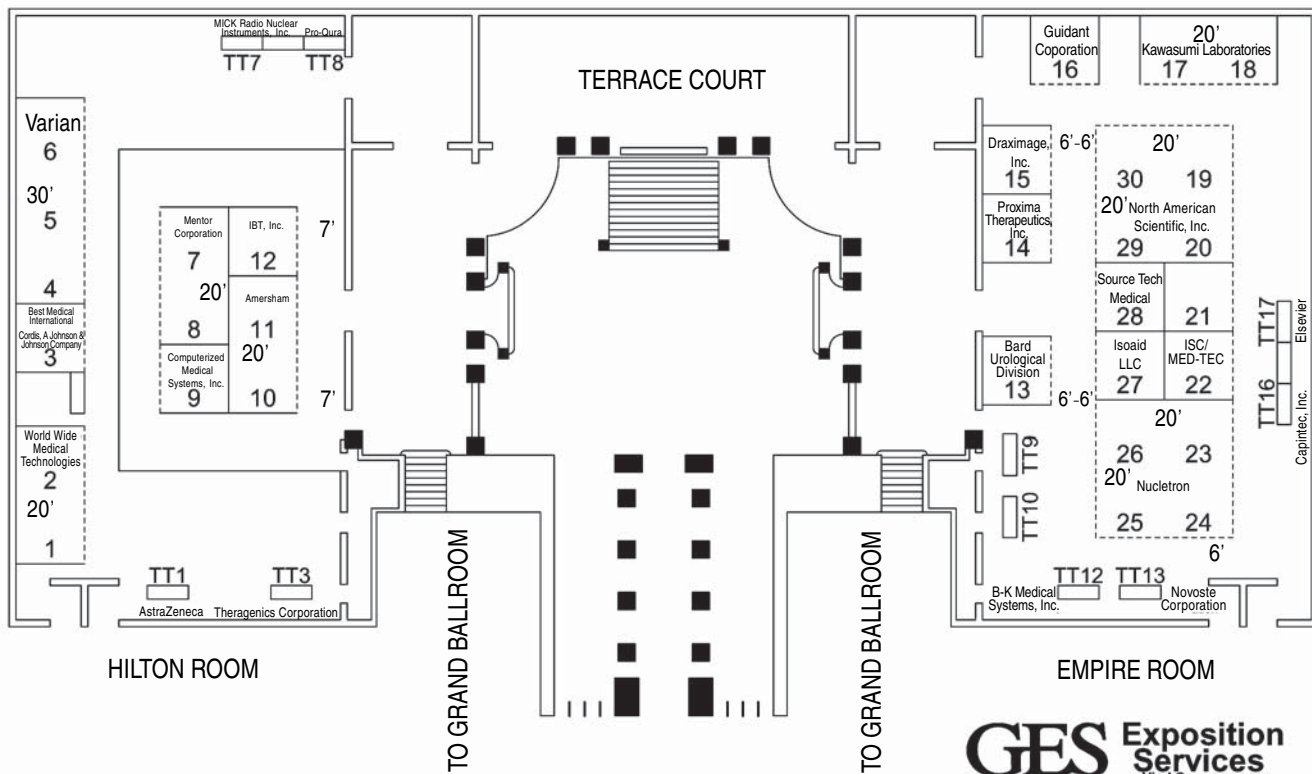 MICK Radio Nuclear
Instruments, Inc.
Pro-Qura
TT7
TT8
Varian
6
30’
5
4
Best Medical
International
Cordis, A Johnson &
Johnson Company
3
World Wide
Medical
Technologies
2
20’
1
Mentor
Corporation
7
20’
8
IBT, Inc.
12
Amersham
11
20’
10
Computerized
Medical
Systems, Inc.
9
7’
7’
TT1
AstraZeneca
TT3
Theragenics Corporation
HILTON ROOM
TERRACE COURT
TO GRAND BALLROOM
TO GRAND BALLROOM
Guidant
Coporation
16
20’
Kawasumi Laboratories
17 18
Draximage,
Inc.
15
6’-6’
Proxima
Therapeutics,
Inc.
14
20’
30 19
20’ North American
Scientific, Inc.
29 20
Source Tech
Medical
28
21
Isoaid
LLC
27
ISC/
MED-TEC
22
Bard
Urological
Division
13
6’-6’
20’
26 23
20’ Nucletron
25 24
6’
TT17
Elsevier
TT16
Capintec, Inc.
TT9
TT10
TT12
B-K Medical
Systems, Inc.
TT13
Novoste
Corporation
EMPIRE ROOM
GES Exposition
Services